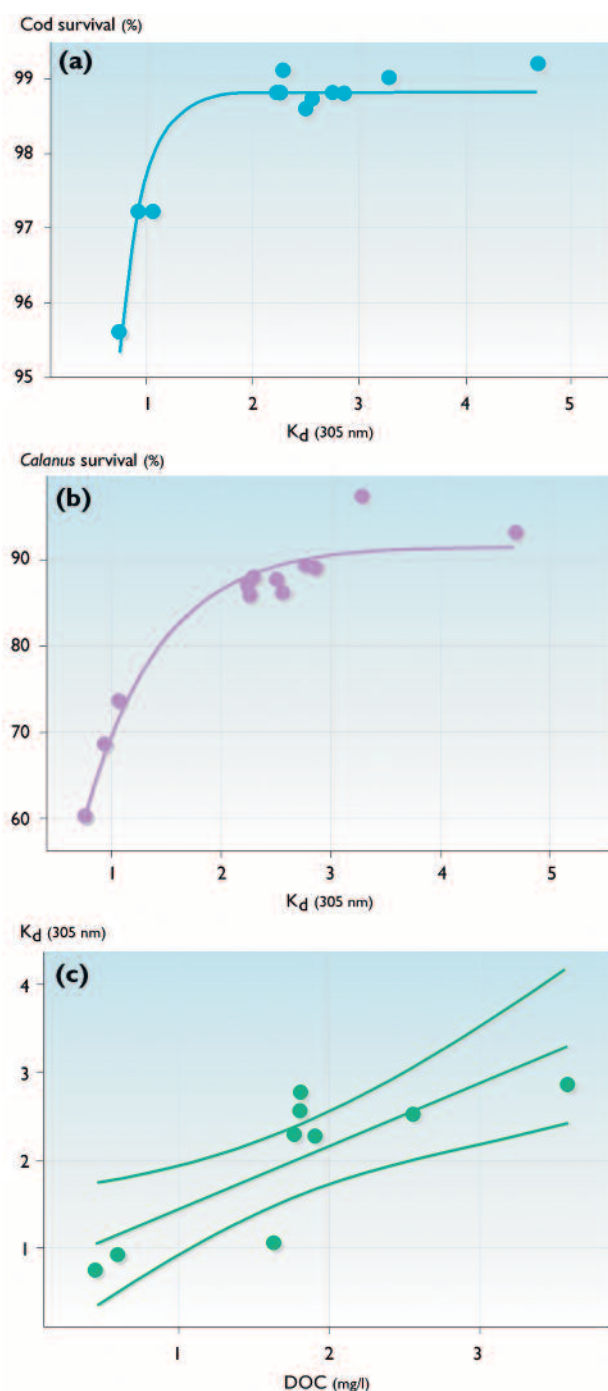 Cod survival (%)
(a)
99
98
97
96
95
1 2 3 4 5
Kd (305 nm)
Calanus survival (%)
(b)
90
80
70
60
1 2 3 4 5
Kd (305 nm)
Kd (305 nm)
(c)
4
3
2
1
1 2 3
DOC (mg/l)